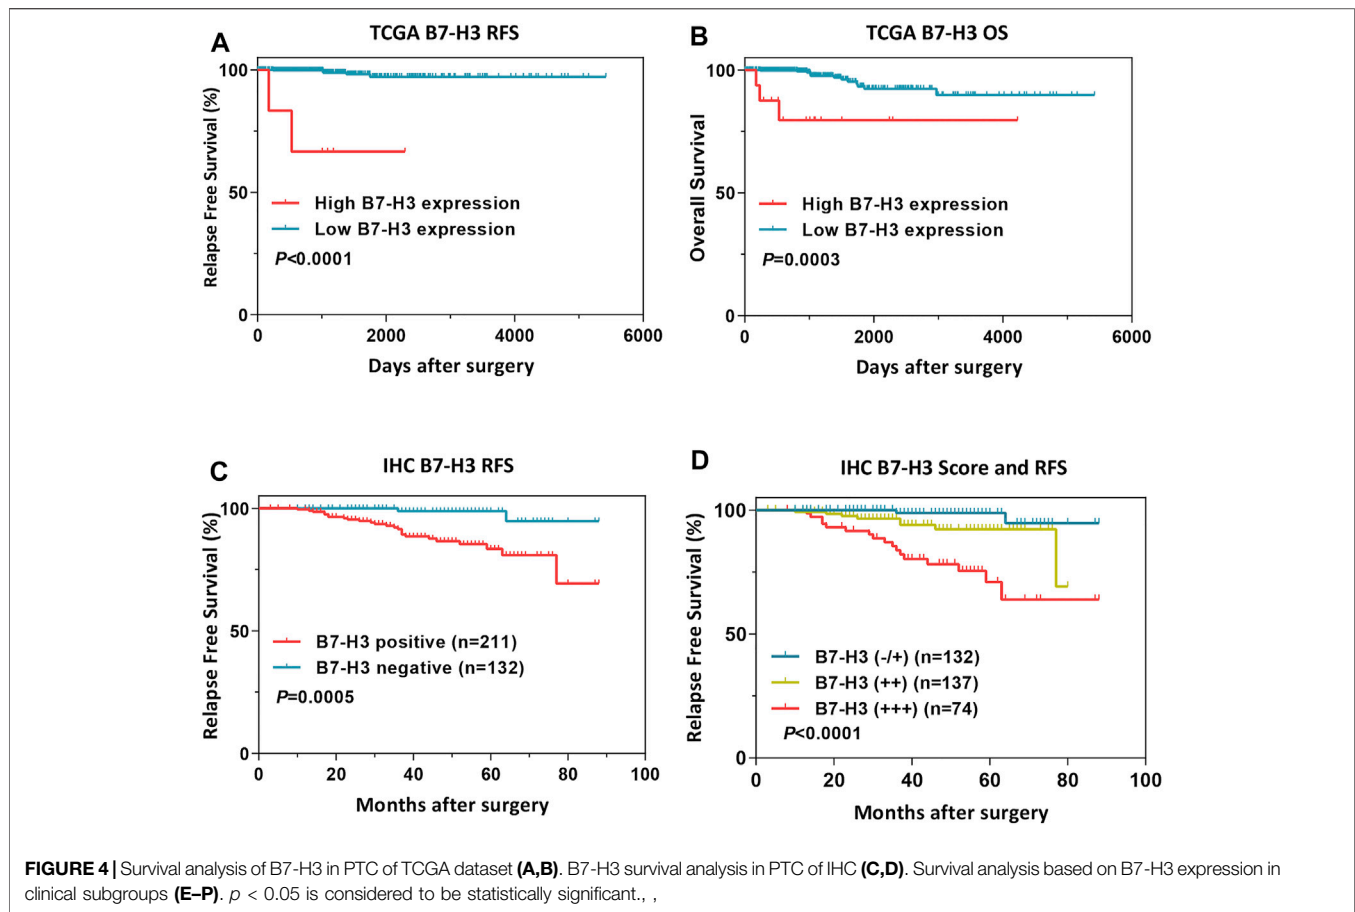 A
TCGA B7-H3 RFS
Relapse Free Survival (%)
100
50
0
High B7-H3 expression
Low B7-H3 expression
P<0.0001
0 2000 4000 6000
Days after surgery
B
TCGA B7-H3 OS
Overall Survival
100
50
0
High B7-H3 expression
Low B7-H3 expression
P=0.0003
0 2000 4000 6000
Days after surgery
C
IHC B7-H3 RFS
Relapse Free Survival (%)
100
50
0
B7-H3 positive (n=211)
B7-H3 negative (n=132)
P=0.0005
0 20 40 60 80 100
Months after surgery
D
IHC B7-H3 Score and RFS
Relapse Free Survival (%)
100
50
0
B7-H3 (-/+) (n=132)
B7-H3 (++) (n=137)
B7-H3 (+++) (n=74)
P<0.0001
0 20 40 60 80 100
Months after surgery
FIGURE 4 | Survival analysis of B7-H3 in PTC of TCGA dataset (A,B). B7-H3 survival analysis in PTC of IHC (C,D). Survival analysis based on B7-H3 expression in
clinical subgroups (E–P). p < 0.05 is considered to be statistically significant., ,